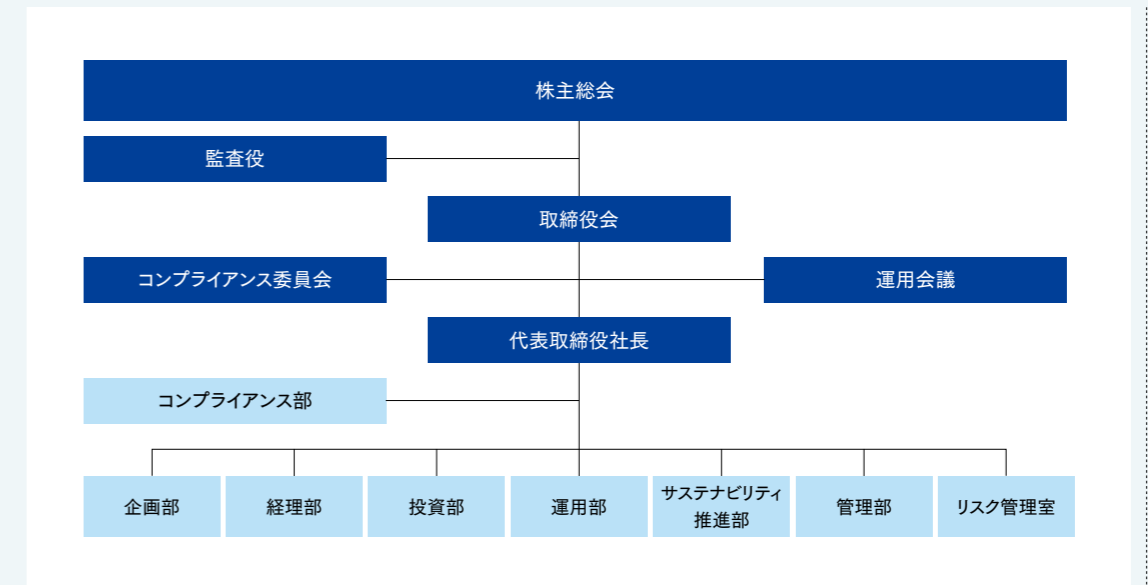 株主総会
監査役
取締役会
コンプライアンス委員会
運用会議
代表取締役社長
コンプライアンス部
企画部
経理部
投資部
運用部
サステナビリティ
推進部
管理部
リスク管理室